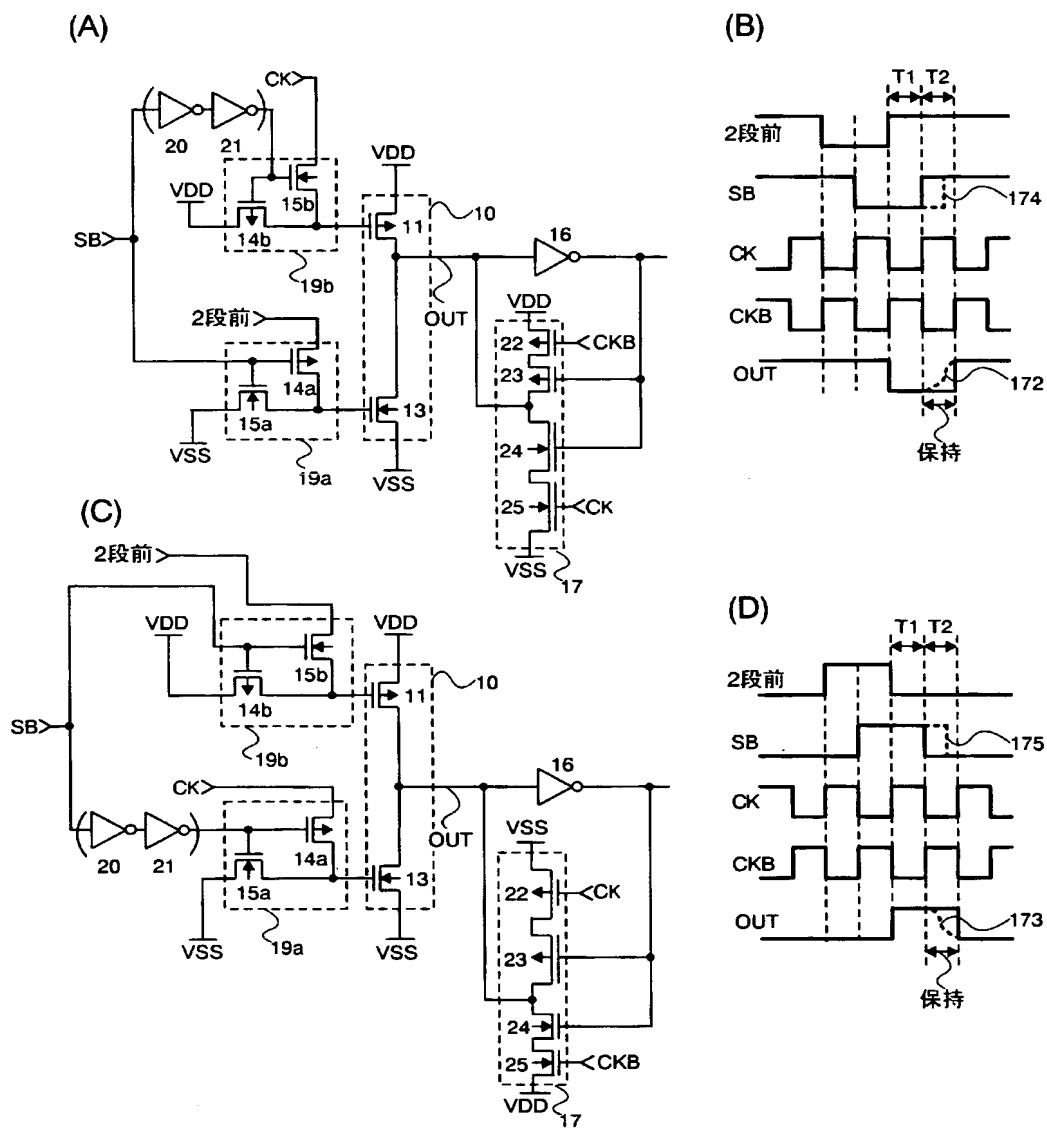 (A)
CK
20 21
VDD
15b
VDD
14b
11
10
SB
19b
16
OUT
2段前
VDD
22
CKB
23
14a
13
15a
24
VSS
19a
VSS
25
CK
VSS
17
(B)
T1 T2
2段前
SB
174
CK
CKB
OUT
172
保持
(C)
2段前
VDD
15b
VDD
14b
11
10
SB
19b
16
CK
OUT
20 21
14a
VSS
15a
13
22
CK
VSS
19a
VSS
23
24
25
CKB
VDD
17
(D)
T1 T2
2段前
SB
175
CK
CKB
OUT
173
保持